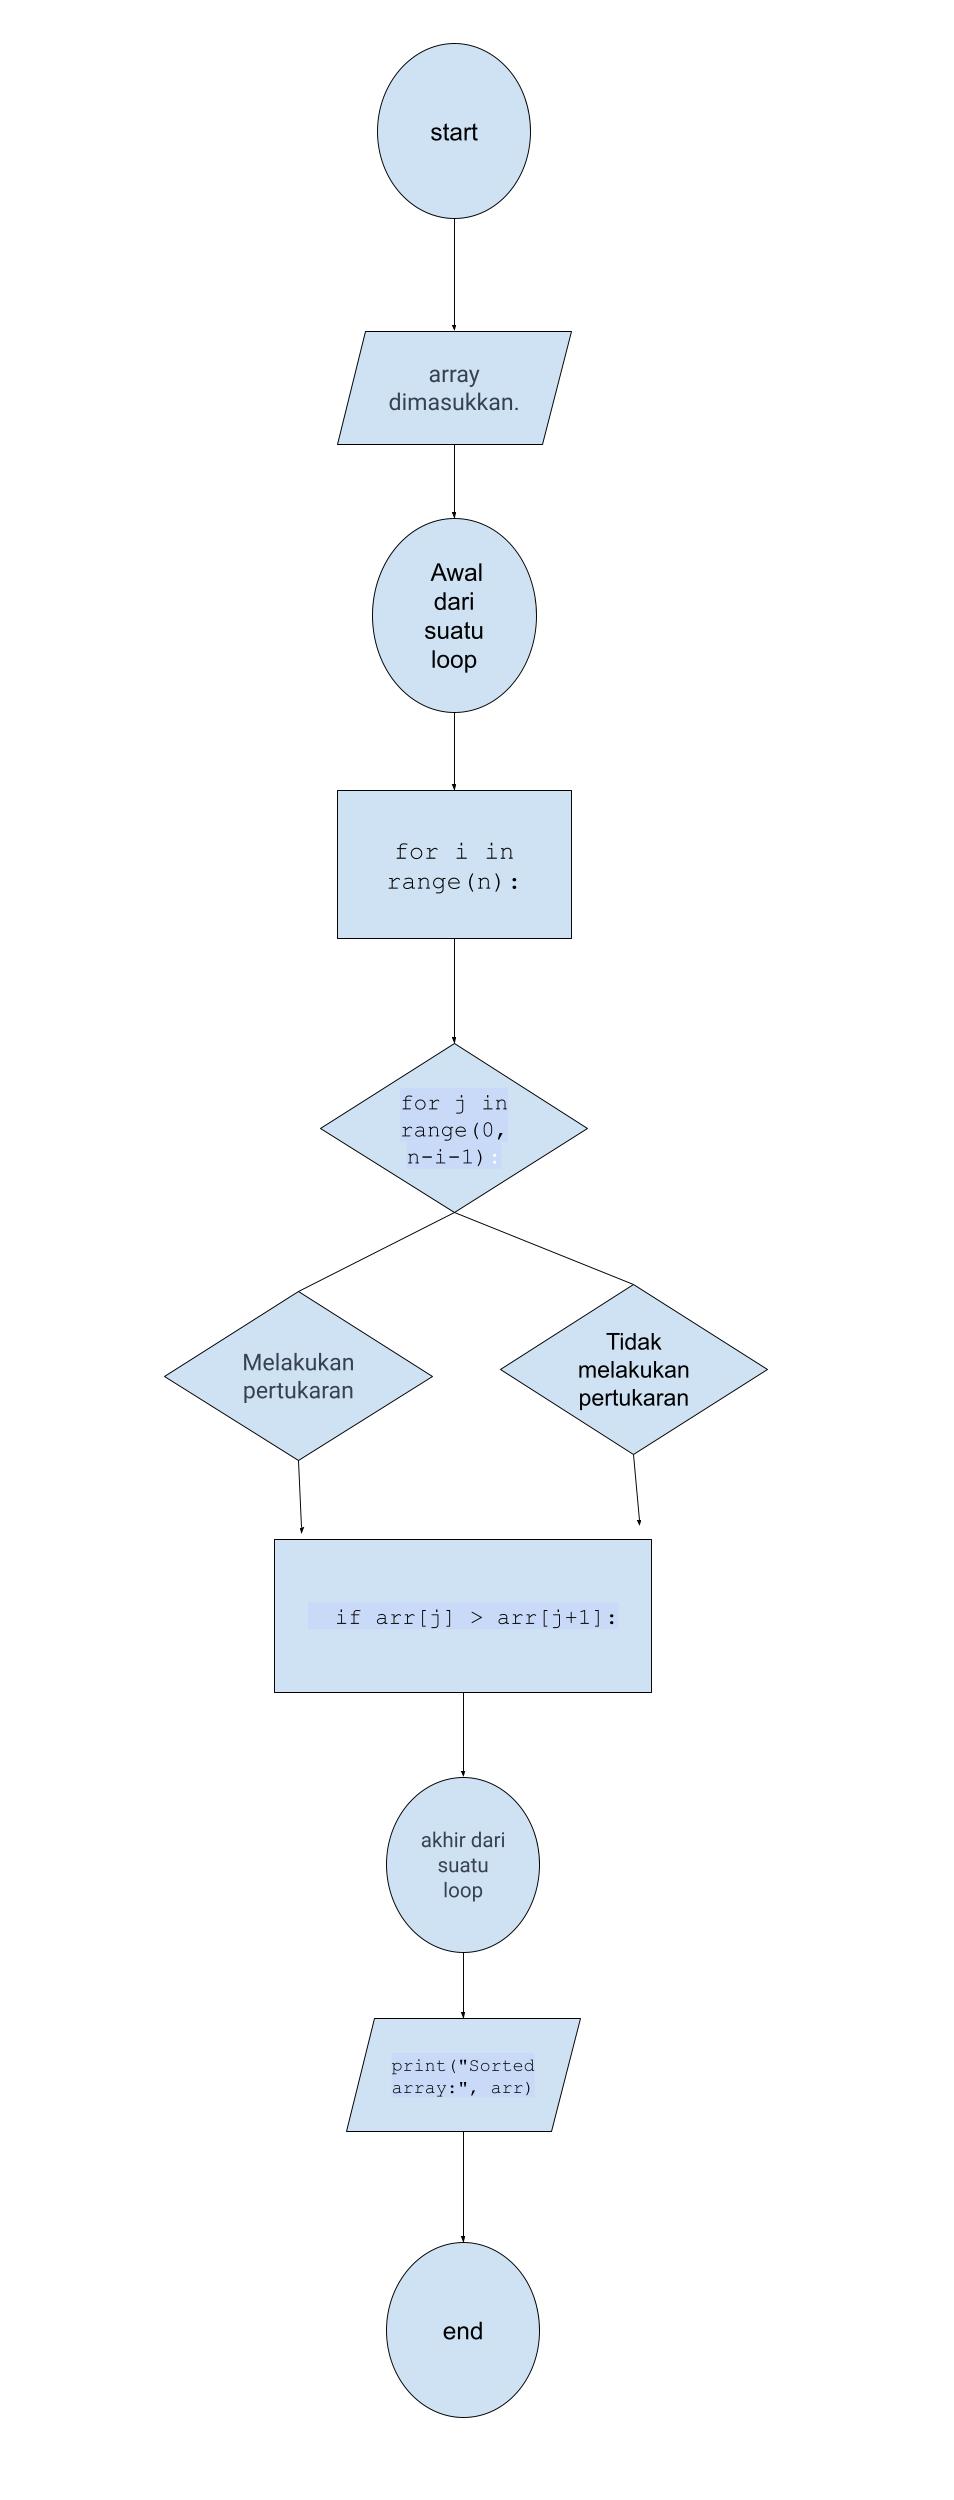 start
array
dimasukkan.
Awal
dari
suatu
loop
for i in
range(n):
for j in
range(0,
n-i-1):
Melakukan
pertukaran
Tidak
melakukan
pertukaran
if arr[j] > arr[j+1]:
akhir dari
suatu
loop
print("Sorted
array:", arr)
end